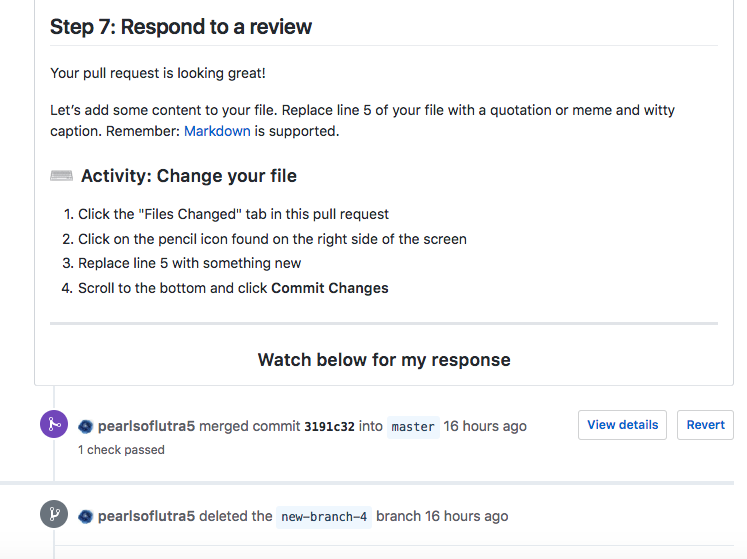 Step 7: Respond to a review
Your pull request is looking great!
Let’s add some content to your file. Replace line 5 of your file with a quotation or meme and witty
caption. Remember: Markdown is supported.
Activity: Change your file
1. Click the "Files Changed" tab in this pull request
2. Click on the pencil icon found on the right side of the screen
3. Replace line 5 with something new
4. Scroll to the bottom and click Commit Changes
Watch below for my response
pearlsoflutra5 merged commit 3191c32 into master 16 hours ago View details Revert
1 check passed
pearlsoflutra5 deleted the new-branch-4 branch 16 hours ago